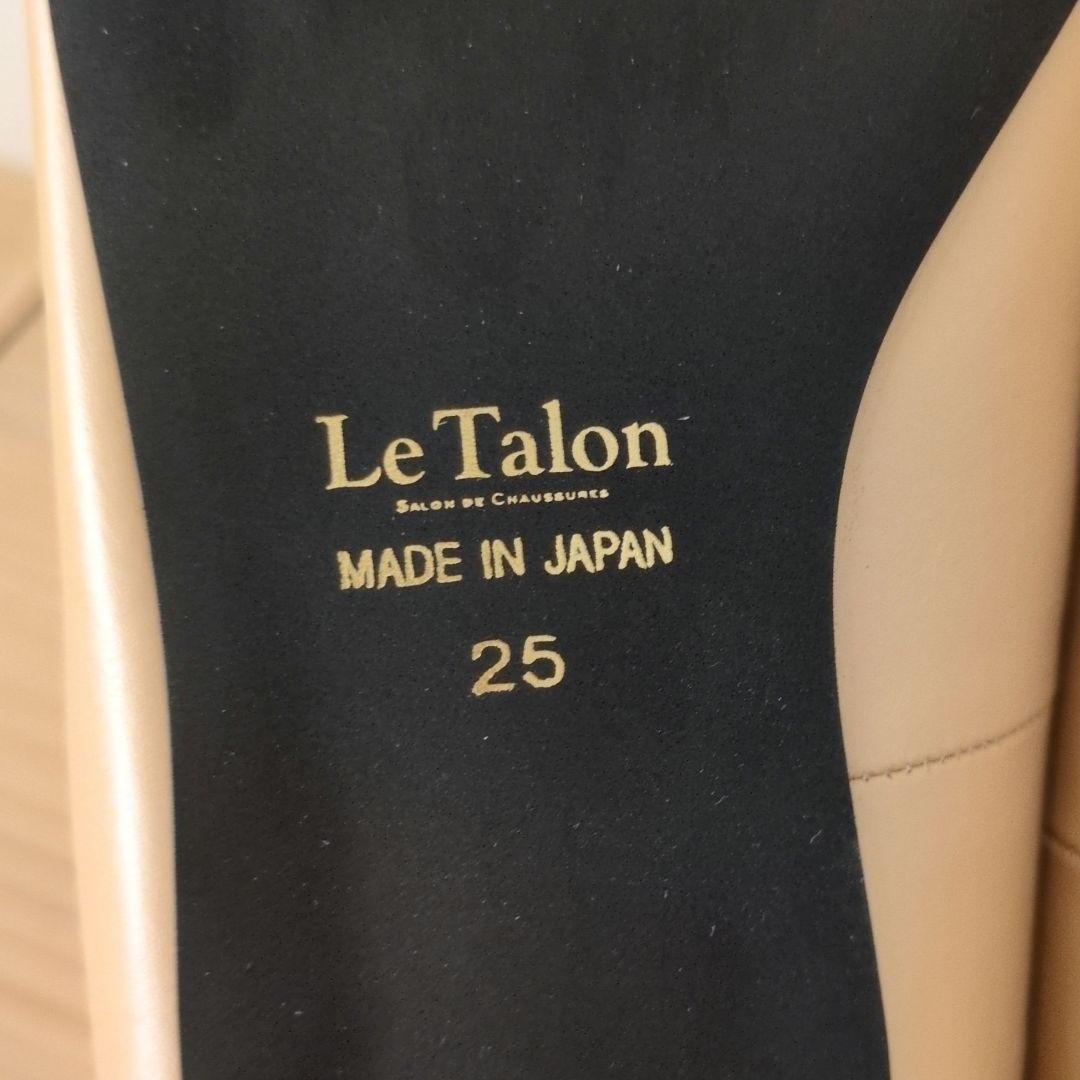 Le Talon
SALON DE CHAUSSURES
MADE IN JAPAN
25